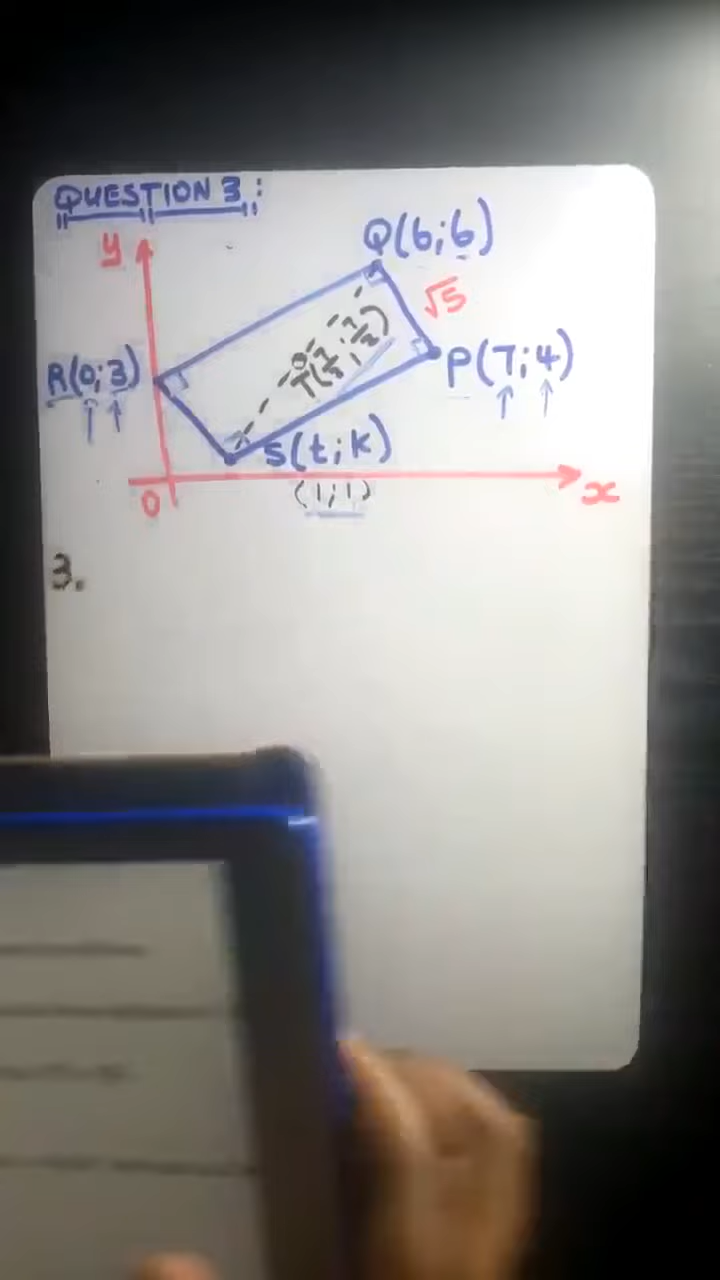 QUESTION 3:
y
Q(6;6)
√5
R(0;3)
T(7/2;7/2)
P(7;4)
S(t;k)
(1;1)
0
x
3.